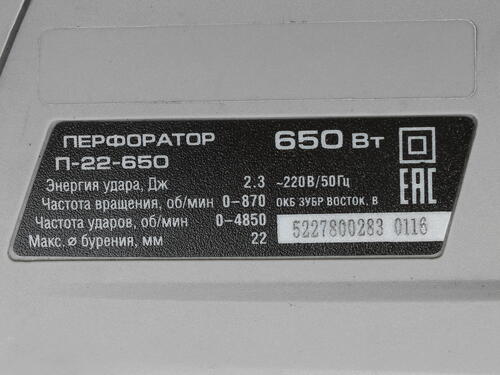 ПЕРФОРАТОР 650 Вт
П-22-650
Энергия удара, Дж 2.3 ~220В/50Гц
Частота вращения, об/мин 0-870 ОКБ ЗУБР ВОСТОК, В
Частота ударов, об/мин 0-4850
Макс. ⌀ бурения, мм 22
5227800283 0116
EAC